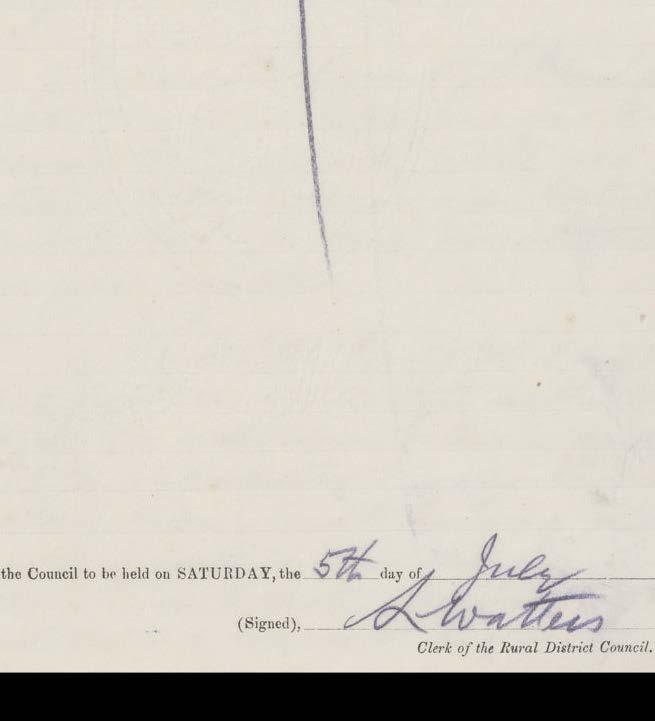 the Council to be held on SATURDAY, the 5th day of July
(Signed), S Watters
Clerk of the Rural District Council.